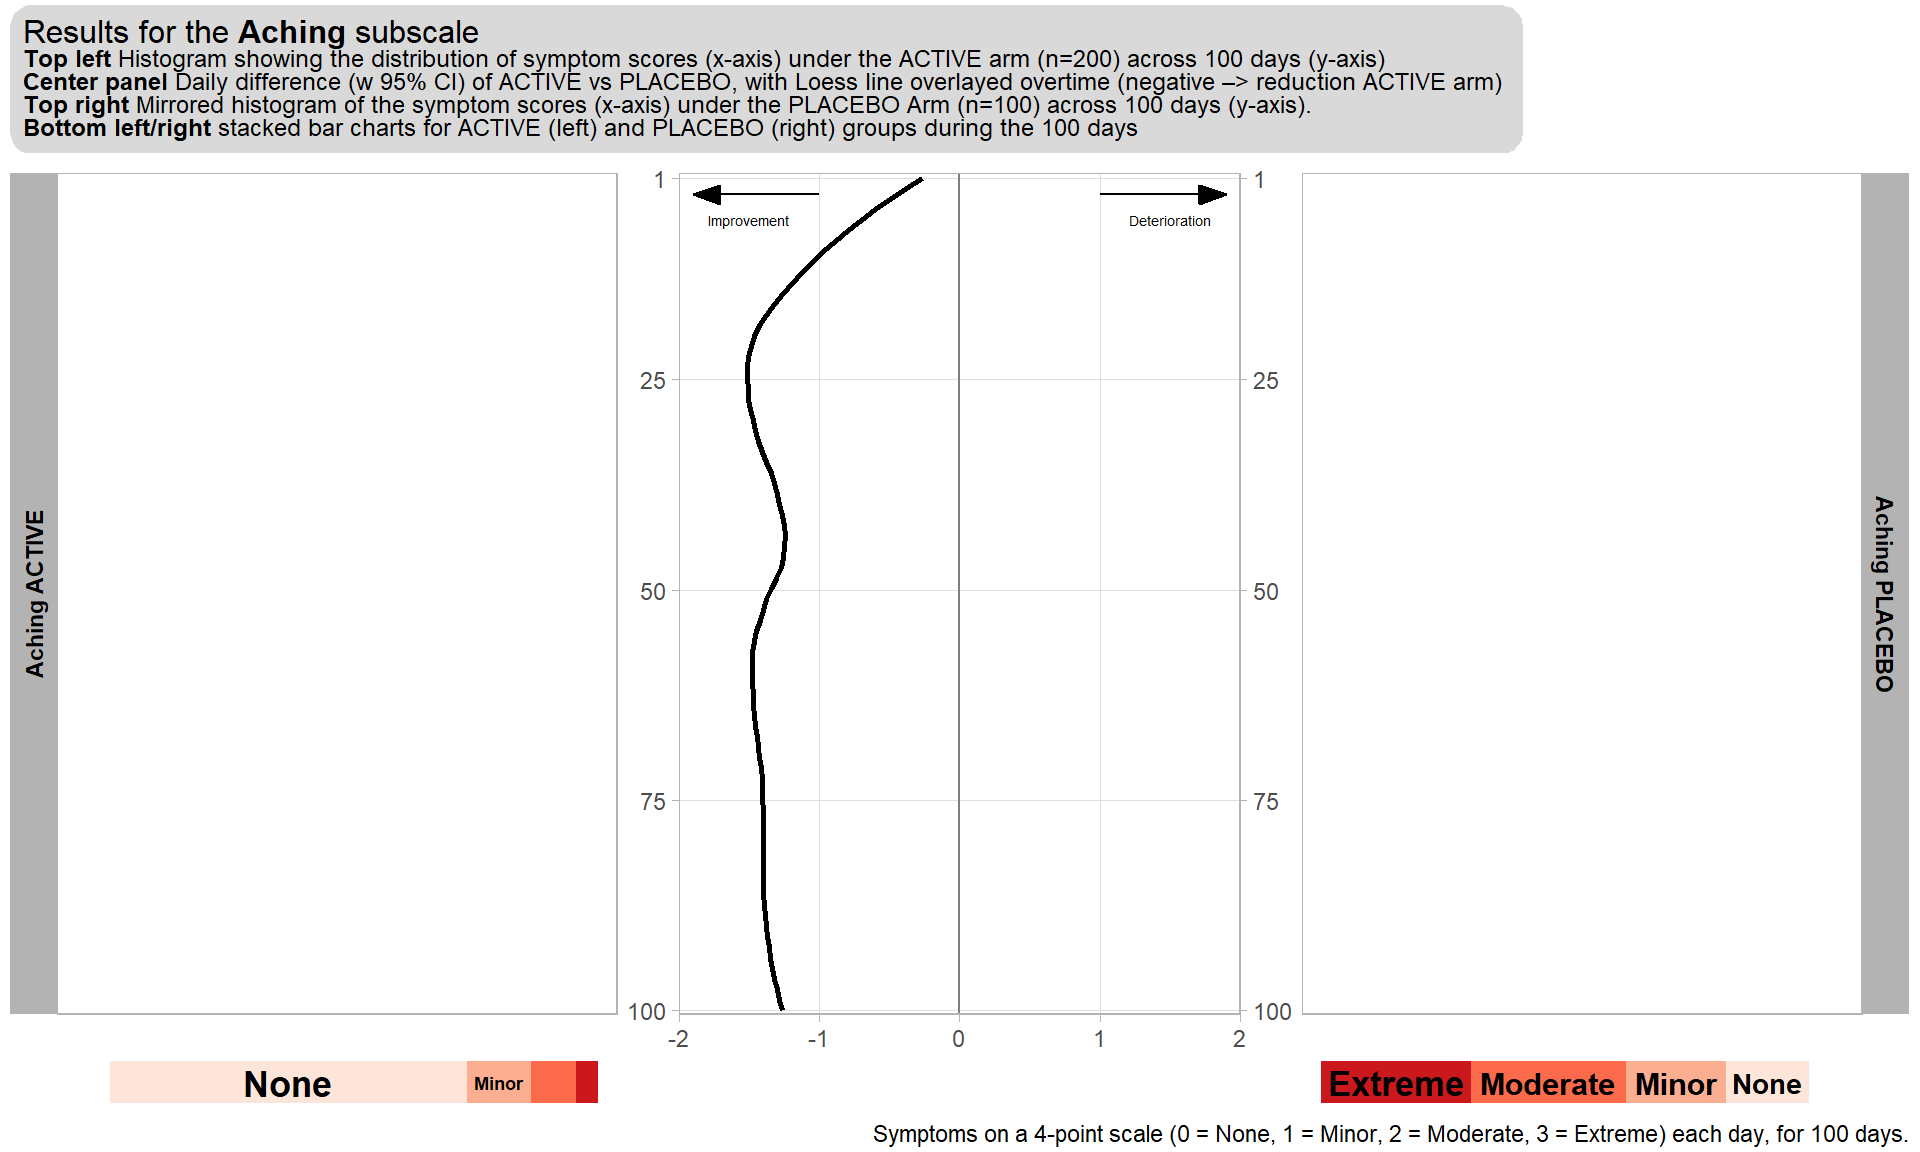 Results for the Aching subscale
Top left Histogram showing the distribution of symptom scores (x-axis) under the ACTIVE arm (n=200) across 100 days (y-axis)
Center panel Daily difference (w 95% CI) of ACTIVE vs PLACEBO, with Loess line overlayed overtime (negative –> reduction ACTIVE arm)
Top right Mirrored histogram of the symptom scores (x-axis) under the PLACEBO Arm (n=100) across 100 days (y-axis).
Bottom left/right stacked bar charts for ACTIVE (left) and PLACEBO (right) groups during the 100 days
Aching ACTIVE
1
25
50
75
100
Improvement
Deterioration
-2
-1
0
1
2
1
25
50
75
100
Aching PLACEBO
None
Minor
Extreme
Moderate
Minor
None
Symptoms on a 4-point scale (0 = None, 1 = Minor, 2 = Moderate, 3 = Extreme) each day, for 100 days.